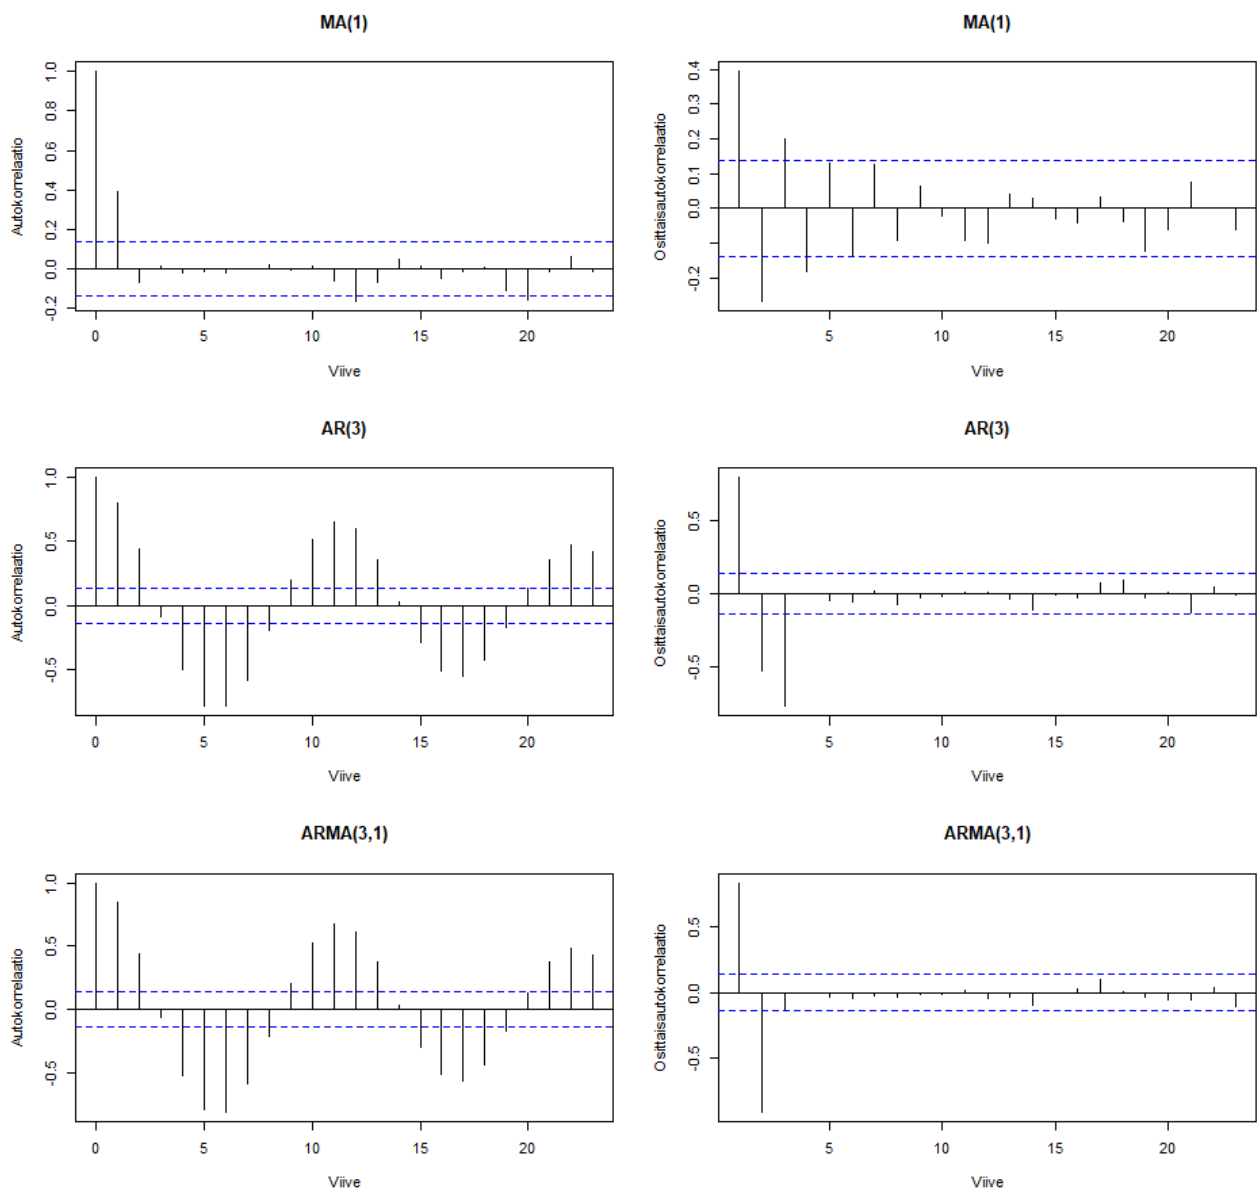 MA(1)
1.0
0.8
0.6
0.4
0.2
0.0
-0.2
Autokorrelaatio
0 5 10 15 20
Viive
MA(1)
0.4
0.3
0.2
0.1
0.0
-0.2
Osittaisautokorrelaatio
5 10 15 20
Viive
AR(3)
1.0
0.5
0.0
-0.5
Autokorrelaatio
0 5 10 15 20
Viive
AR(3)
0.5
0.0
-0.5
Osittaisautokorrelaatio
5 10 15 20
Viive
ARMA(3,1)
1.0
0.5
0.0
-0.5
Autokorrelaatio
0 5 10 15 20
Viive
ARMA(3,1)
0.5
0.0
-0.5
Osittaisautokorrelaatio
5 10 15 20
Viive